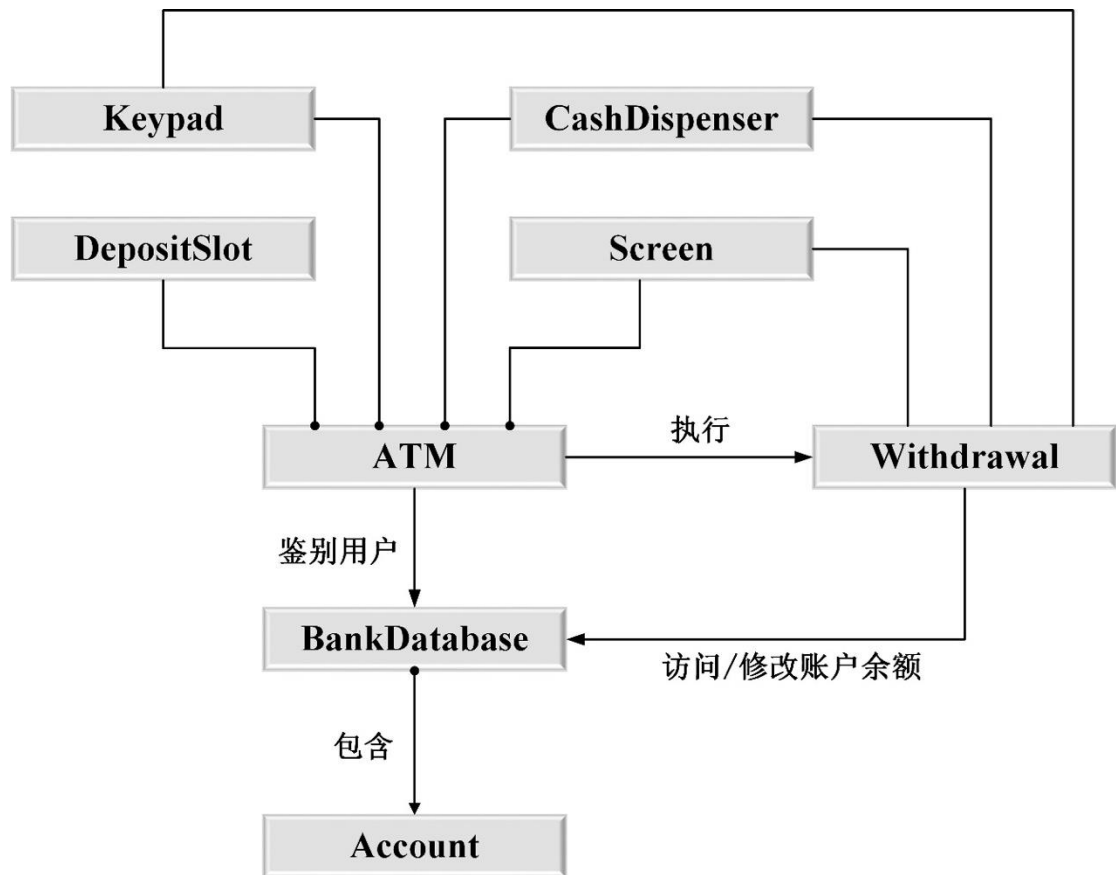 Keypad
CashDispenser
DepositSlot
Screen
执行
ATM
Withdrawal
鉴别用户
BankDatabase
访问/修改账户余额
包含
Account